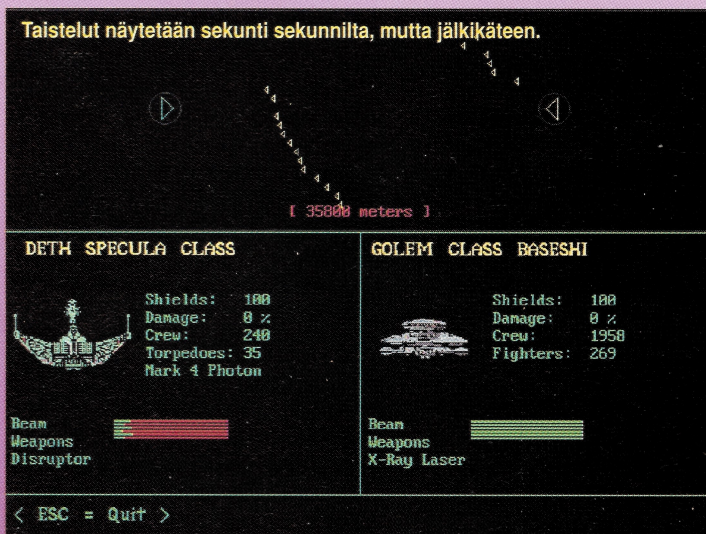 Taistelut näytetään sekunti sekunnilta, mutta jälkikäteen.
[ 35800 meters ]
DETH SPECULA CLASS
Shields: 100
Damage: 0 %
Crew: 240
Torpedoes: 35
Mark 4 Photon
Beam
Weapons
Disruptor
GOLEM CLASS BASESHI
Shields: 100
Damage: 0 %
Crew: 1958
Fighters: 269
Beam
Weapons
X-Ray Laser
< ESC = Quit >